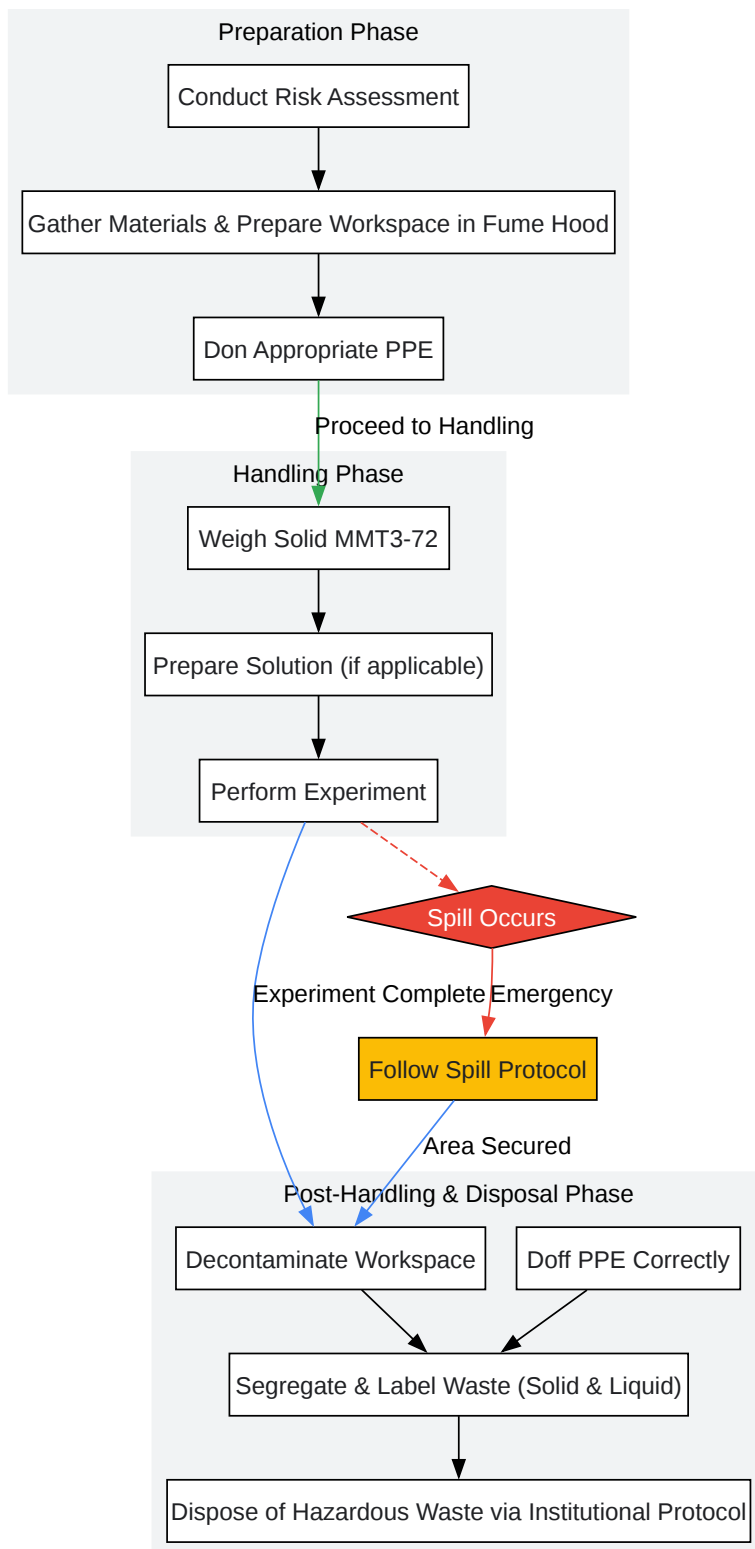 Preparation Phase
Conduct Risk Assessment
Gather Materials & Prepare Workspace in Fume Hood
Don Appropriate PPE
Proceed to Handling
Handling Phase
Weigh Solid MMT3-72
Prepare Solution (if applicable)
Perform Experiment
Spill Occurs
Experiment Complete
Emergency
Follow Spill Protocol
Area Secured
Post-Handling & Disposal Phase
Decontaminate Workspace
Doff PPE Correctly
Segregate & Label Waste (Solid & Liquid)
Dispose of Hazardous Waste via Institutional Protocol